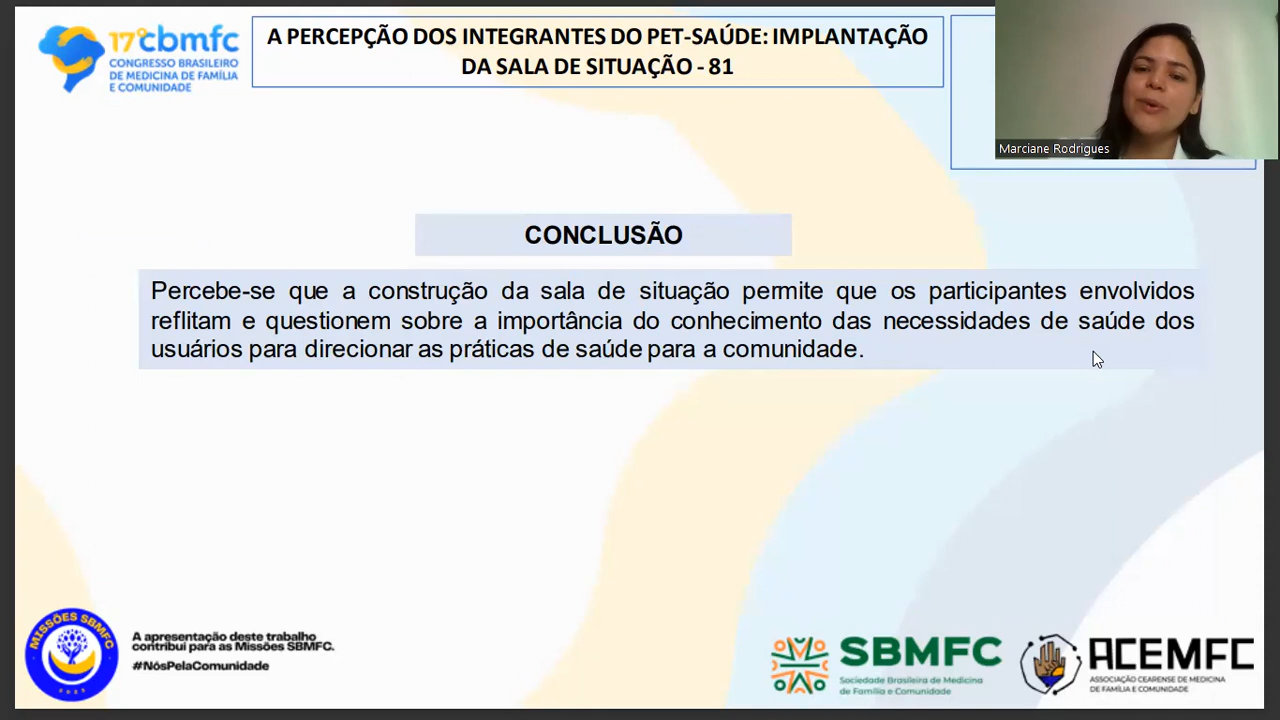 17º cbmfc
CONGRESSO BRASILEIRO
DE MEDICINA DE FAMÍLIA
E COMUNIDADE
A PERCEPÇÃO DOS INTEGRANTES DO PET-SAÚDE: IMPLANTAÇÃO
DA SALA DE SITUAÇÃO - 81
Marciane Rodrigues
CONCLUSÃO
Percebe-se que a construção da sala de situação permite que os participantes envolvidos
reflitam e questionem sobre a importância do conhecimento das necessidades de saúde dos
usuários para direcionar as práticas de saúde para a comunidade.
MISSÕES SBMFC
2023
A apresentação deste trabalho
contribui para as Missões SBMFC.
#NósPelaComunidade
SBMFC
Sociedade Brasileira de Medicina
de Família e Comunidade
ACEMFC
ASSOCIAÇÃO CEARENSE DE MEDICINA
DE FAMÍLIA E COMUNIDADE